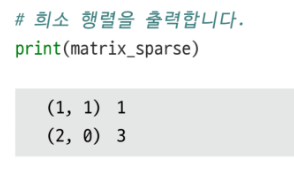 # 희소 행렬을 출력합니다.
print(matrix_sparse)
(1, 1) 1
(2, 0) 3